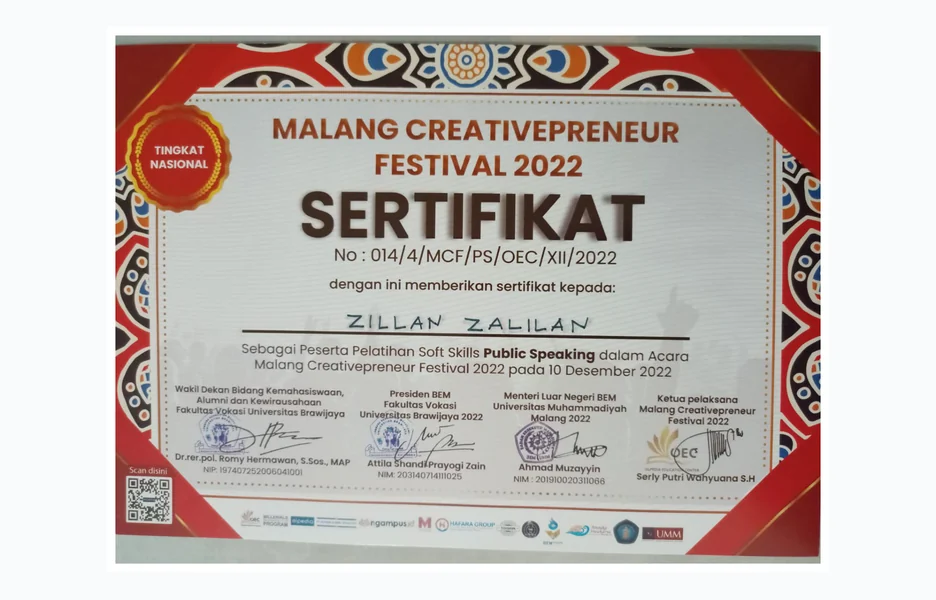 TINGKAT
NASIONAL
MALANG CREATIVEPRENEUR
FESTIVAL 2022
SERTIFIKAT
No : 014/4/MCF/PS/OEC/XII/2022
dengan ini memberikan sertifikat kepada:
ZILLAN ZALILAN
Sebagai Peserta Pelatihan Soft Skills Public Speaking dalam Acara
Malang Creativepreneur Festival 2022 pada 10 Desember 2022
Wakil Dekan Bidang Kemahasiswaan,
Alumni dan Kewirausahaan
Fakultas Vokasi Universitas Brawijaya
Dr.rer.pol. Romy Hermawan, S.Sos., MAP
NIP: 197407252006041001
Presiden BEM
Fakultas Vokasi
Universitas Brawijaya 2022
Attila Shandi Prayogi Zain
NIM: 203140714111025
Menteri Luar Negeri BEM
Universitas Muhammadiyah
Malang 2022
Ahmad Muzayyin
NIM : 201910020311066
Ketua pelaksana
Malang Creativepreneur
Festival 2022
OEC
Serly Putri Wahyuana S.H
Scan disini
ngampus.id
HAFARA GROUP
UMM